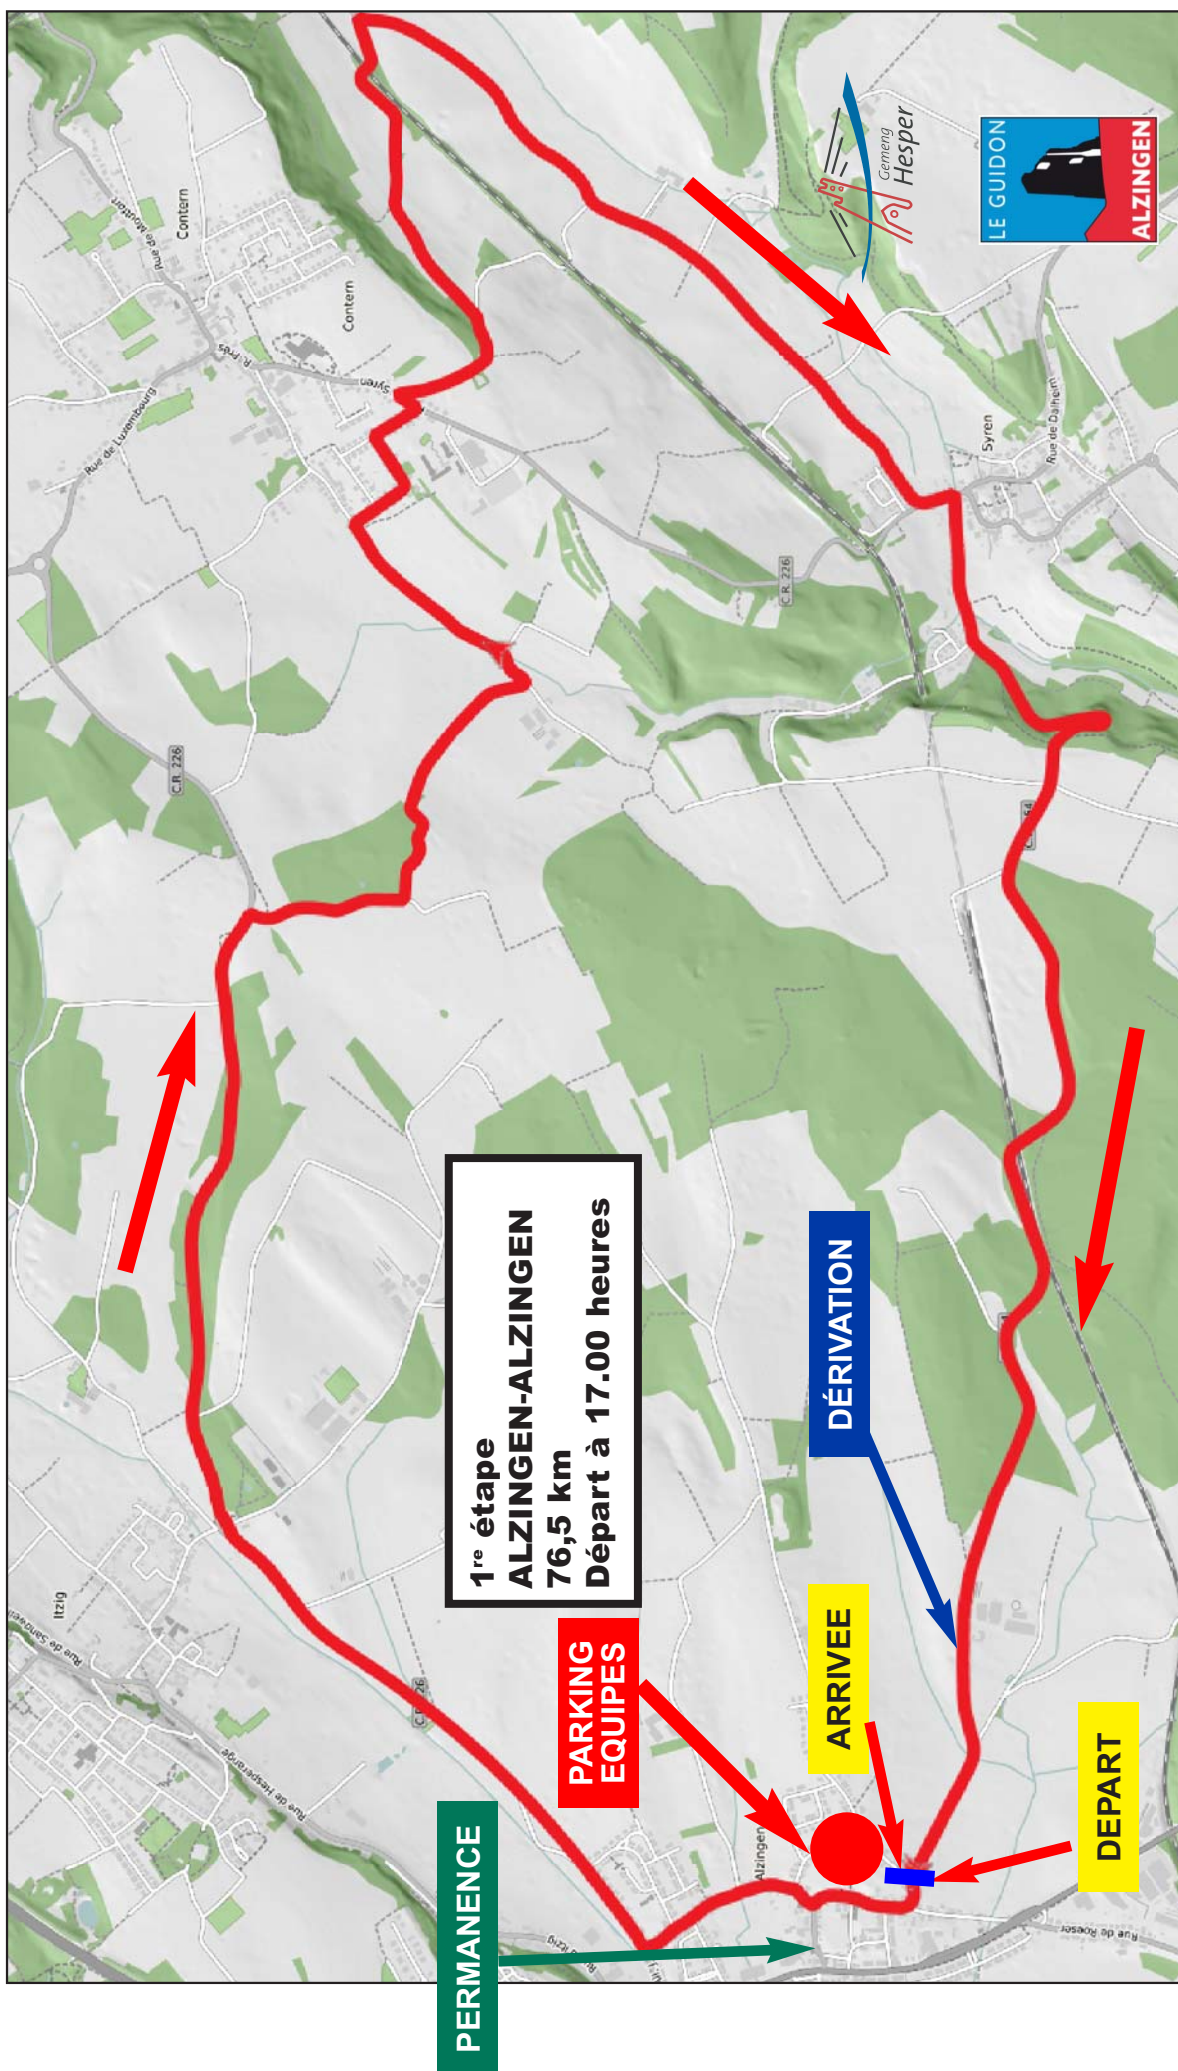 1re étape
ALZINGEN-ALZINGEN
76,5 km
Départ à 17.00 heures
PERMANENCE
PARKING
EQUIPES
ARRIVEE
DEPART
DÉRIVATION
Itzig
Rue de Hesperange
C.R. 226
Rue de Luxembourg
Rue de Moutfort
Contern
Contern
R. Prés
Syren
C.R. 226
Syren
Rue de Dalheim
Alzingen
Rue de Roeser
Gemeng
Hesper
LE GUIDON
ALZINGEN